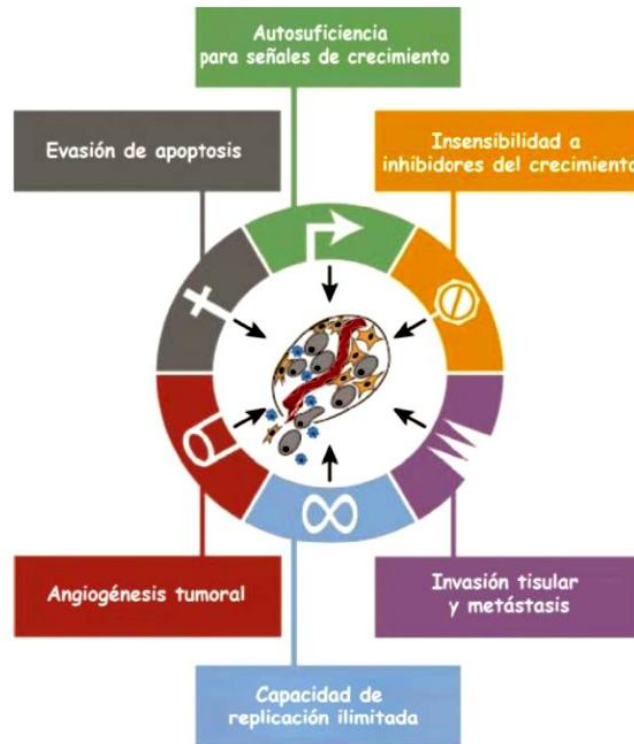 Autosuficiencia
para señales de crecimiento
Evasión de apoptosis
Insensibilidad a
inhibidores del crecimiento
Angiogénesis tumoral
Invasión tisular
y metástasis
Capacidad de
replicación ilimitada